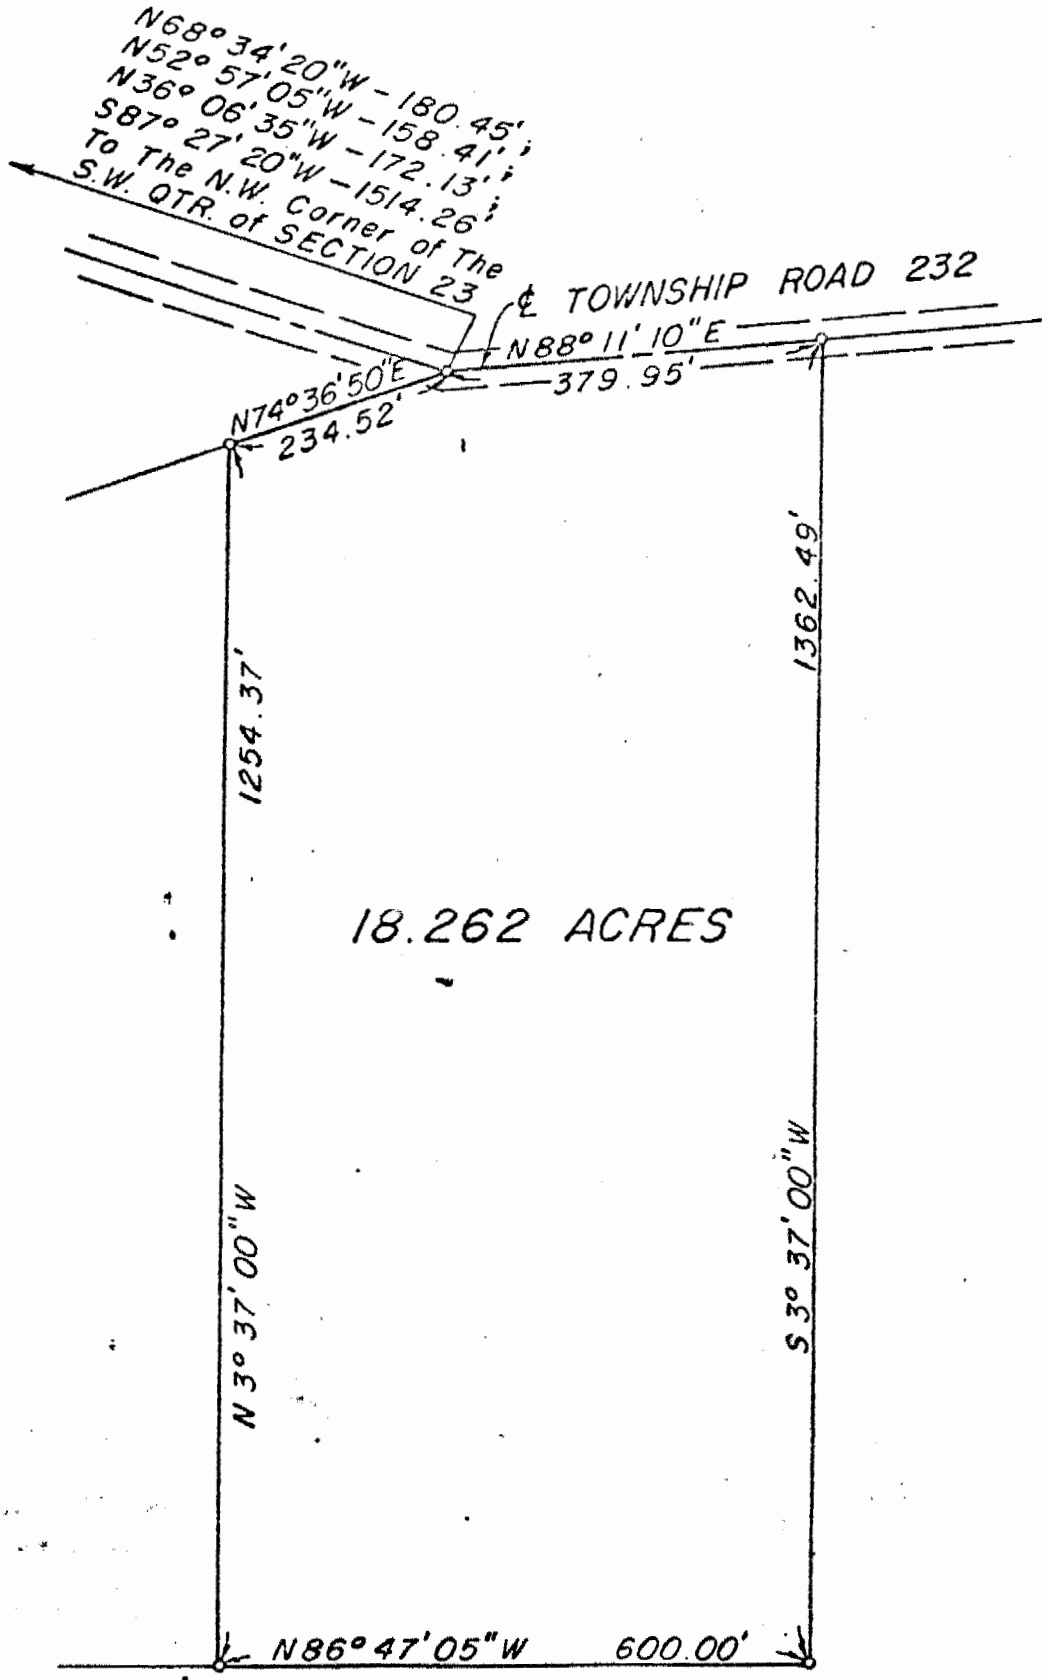 N68° 34' 20"W - 180.45';
N52° 57' 05"W - 158.41';
N36° 06' 35"W - 172.13';
S87° 27' 20"W - 1514.26';
To The N.W. Corner of The
S.W. QTR. of SECTION 23
℄ TOWNSHIP ROAD 232
N88° 11' 10"E
379.95'
N74° 36' 50"E
234.52'
1254.37'
1362.49'
18.262 ACRES
N 3° 37' 00" W
S 3° 37' 00" W
N86° 47' 05" W 600.00'